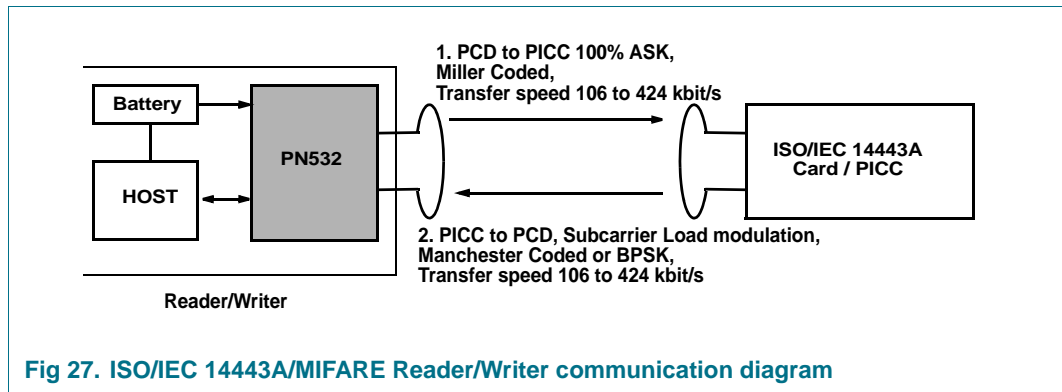 1. PCD to PICC 100% ASK,
Miller Coded,
Transfer speed 106 to 424 kbit/s
Battery
PN532
HOST
ISO/IEC 14443A
Card / PICC
2. PICC to PCD, Subcarrier Load modulation,
Manchester Coded or BPSK,
Transfer speed 106 to 424 kbit/s
Reader/Writer
Fig 27. ISO/IEC 14443A/MIFARE Reader/Writer communication diagram